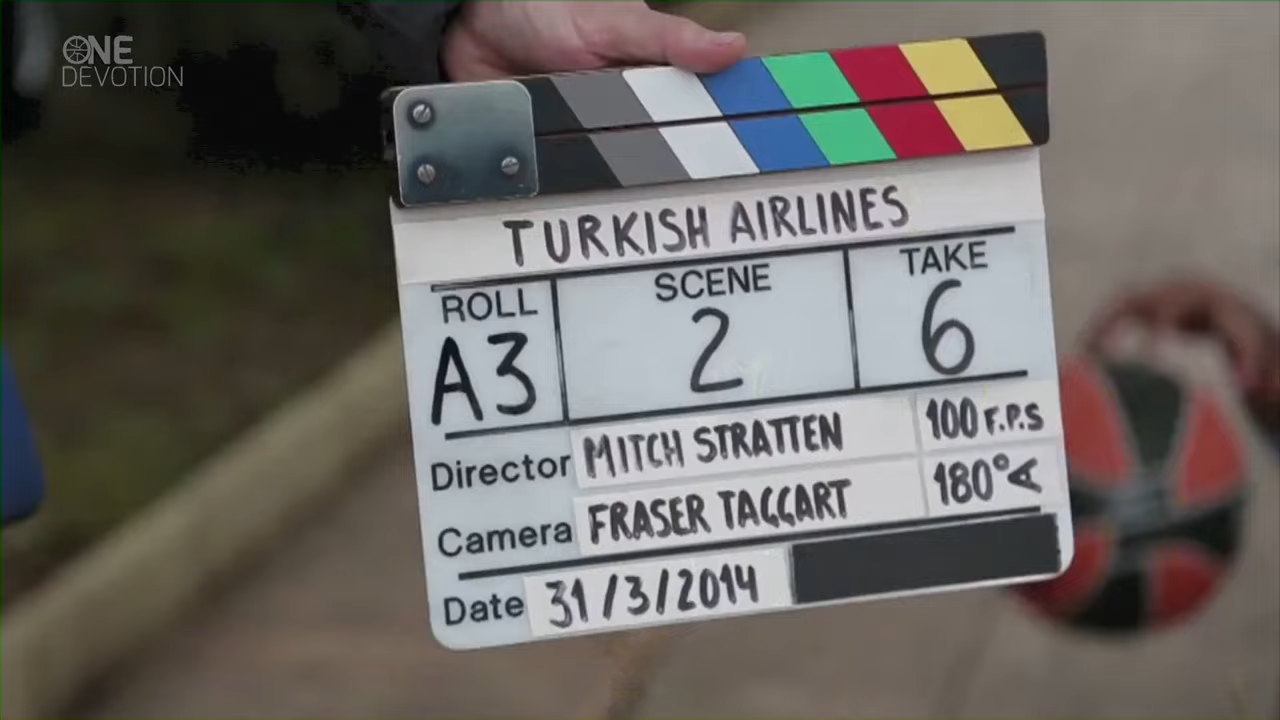 ONE
DEVOTION
TURKISH AIRLINES
ROLL SCENE TAKE
A3 2 6
Director MITCH STRATTEN 100 F.P.S
Camera FRASER TAGGART 180°∢
Date 31/3/2014